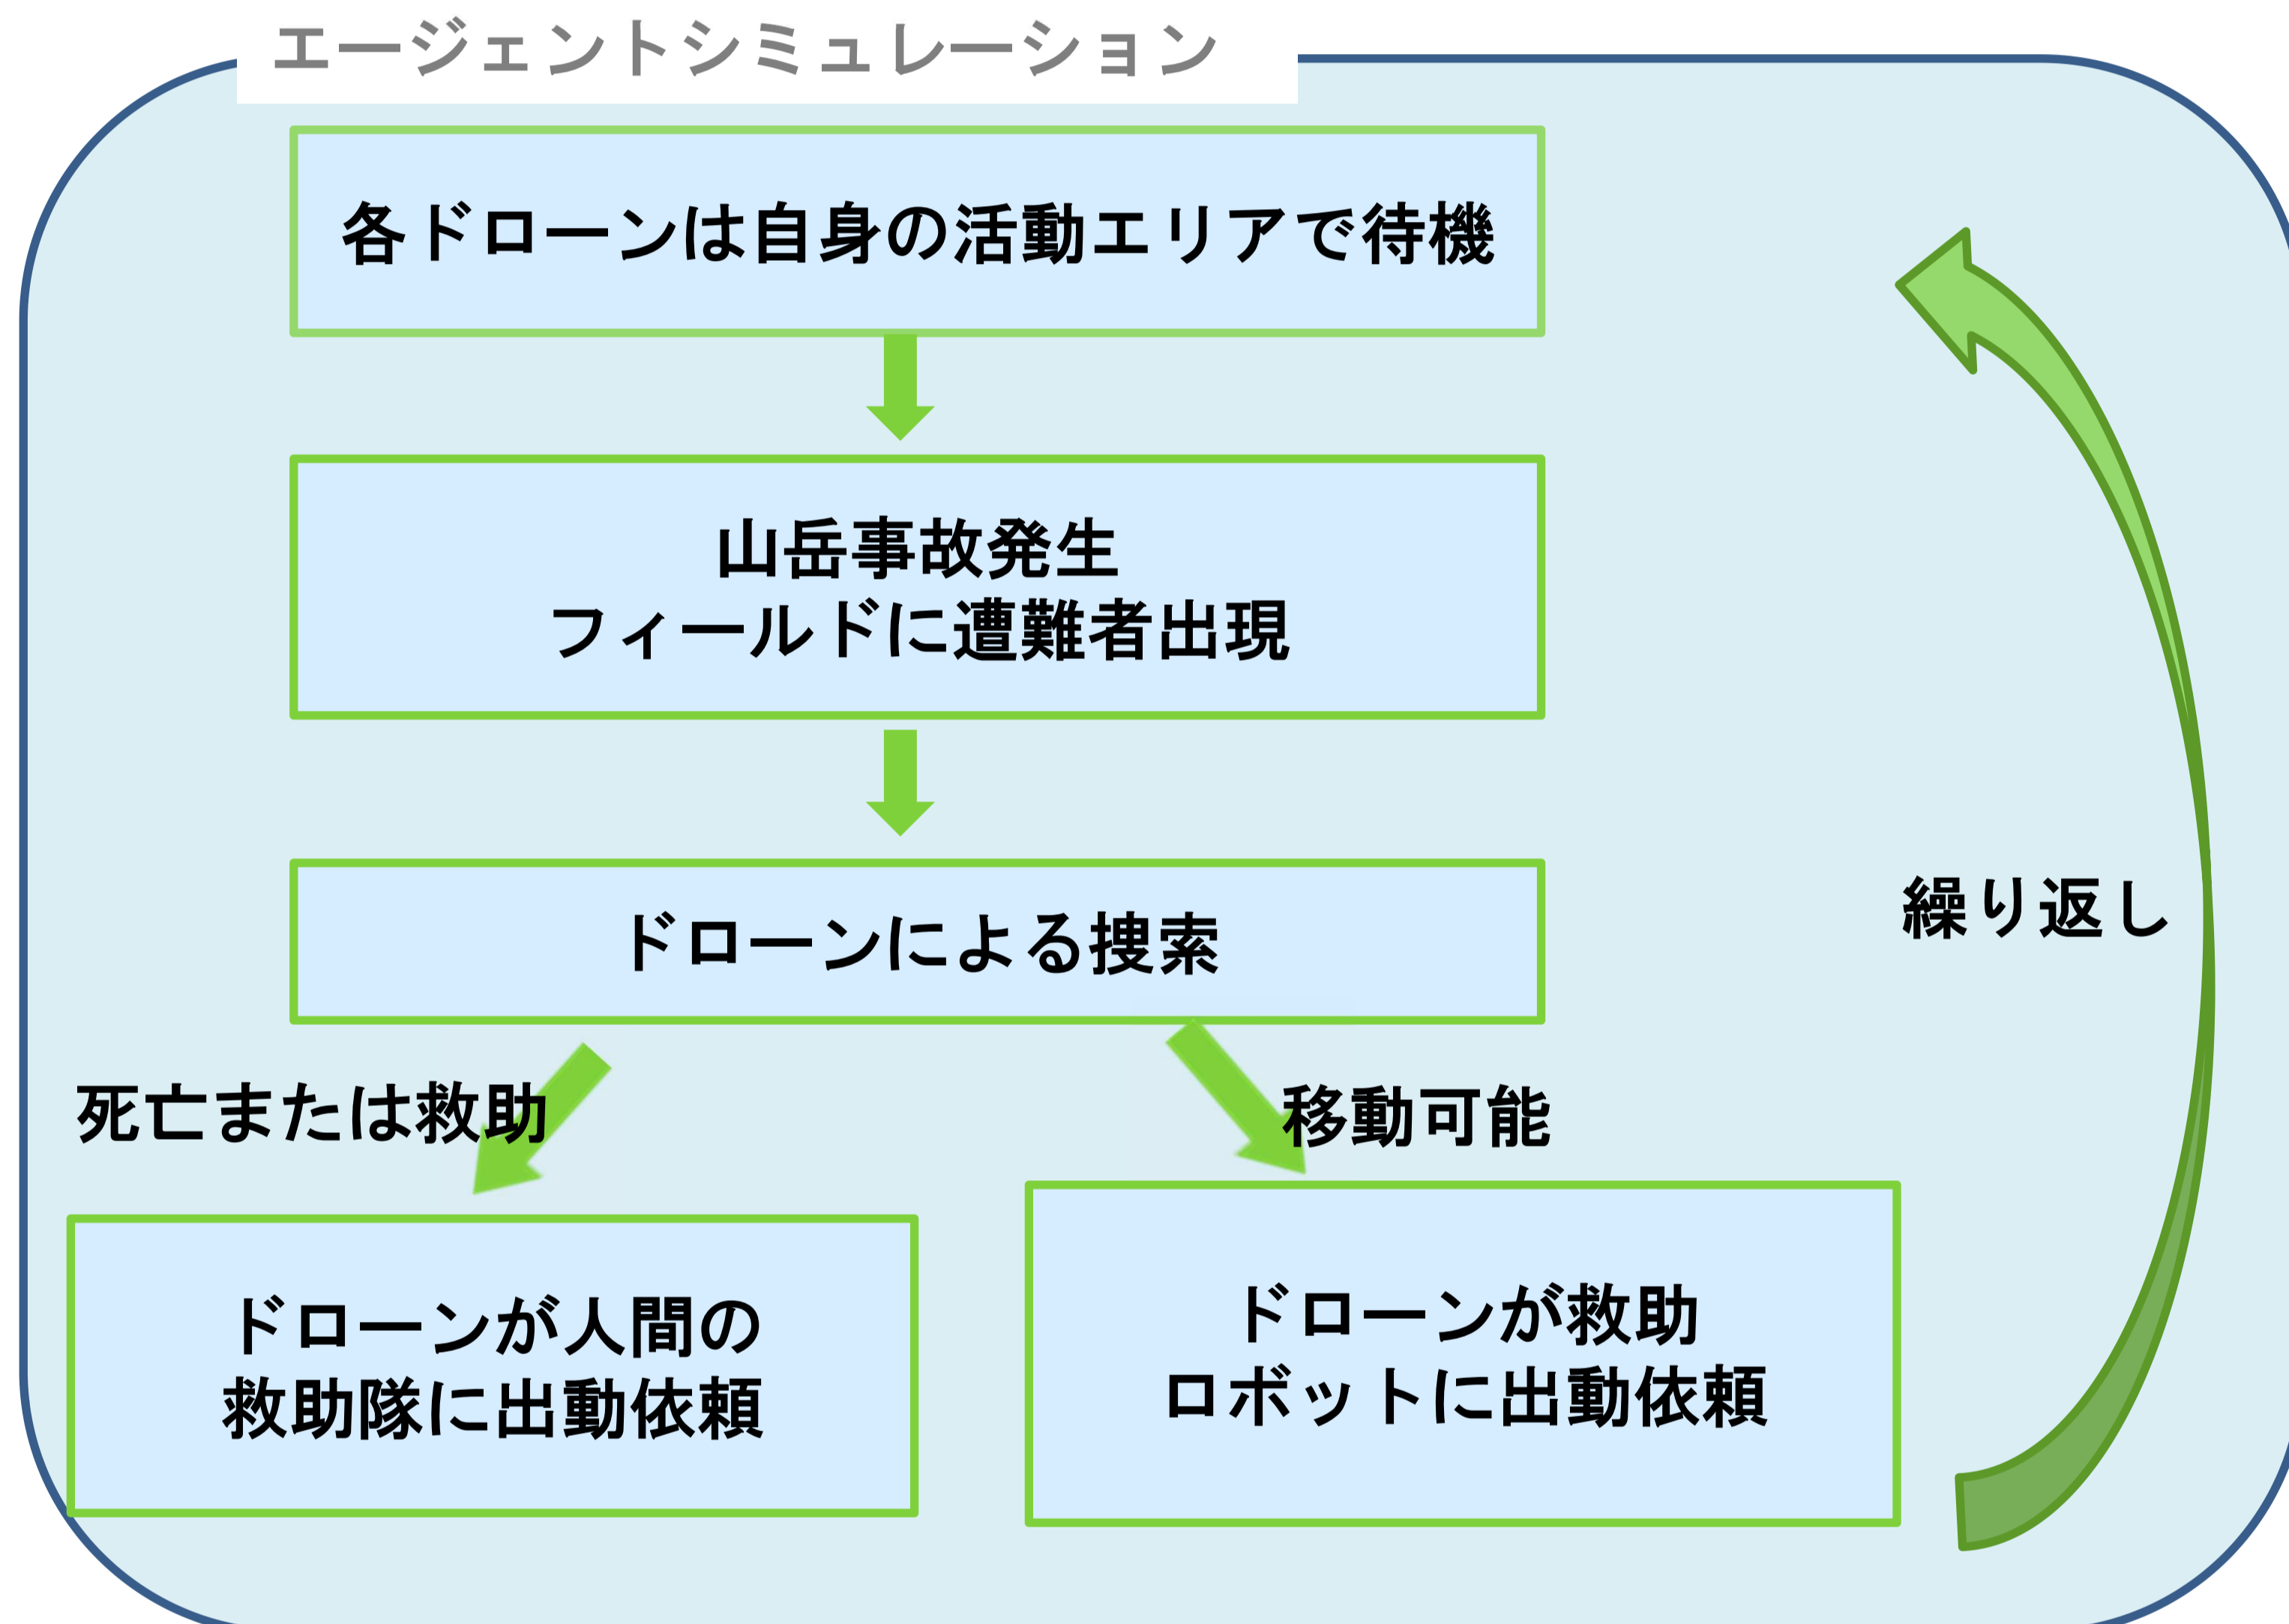 エージェントシミュレーション
各ドローンは自身の活動エリアで待機
山岳事故発生
フィールドに遭難者出現
ドローンによる捜索
繰り返し
死亡または救助
移動可能
ドローンが人間の
救助隊に出動依頼
ドローンが救助
ロボットに出動依頼